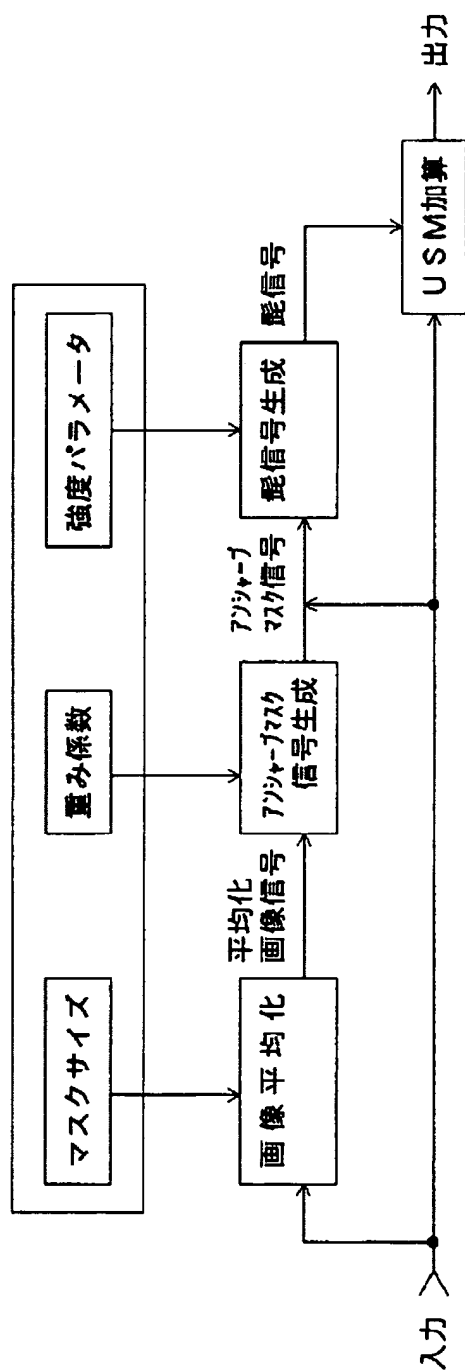 マスクサイズ
重み係数
強度パラメータ
入力
画像平均化
平均化
画像信号
アンシャープマスク
信号生成
アンシャープ
マスク信号
髭信号生成
髭信号
USM加算
出力